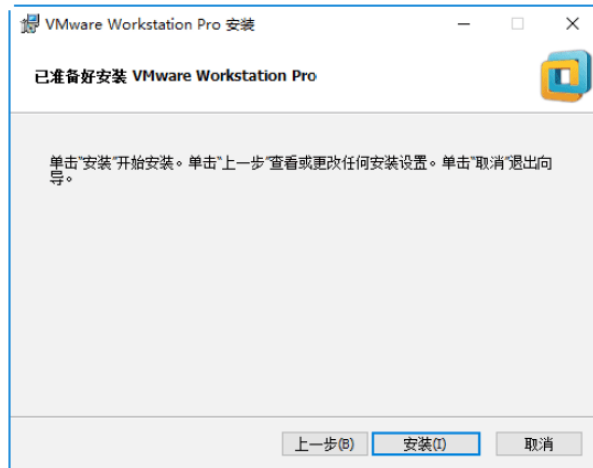 VMware Workstation Pro 安装
已准备好安装 VMware Workstation Pro
单击"安装"开始安装。单击"上一步"查看或更改任何安装设置。单击"取消"退出向
导。
上一步(B) 安装(I) 取消